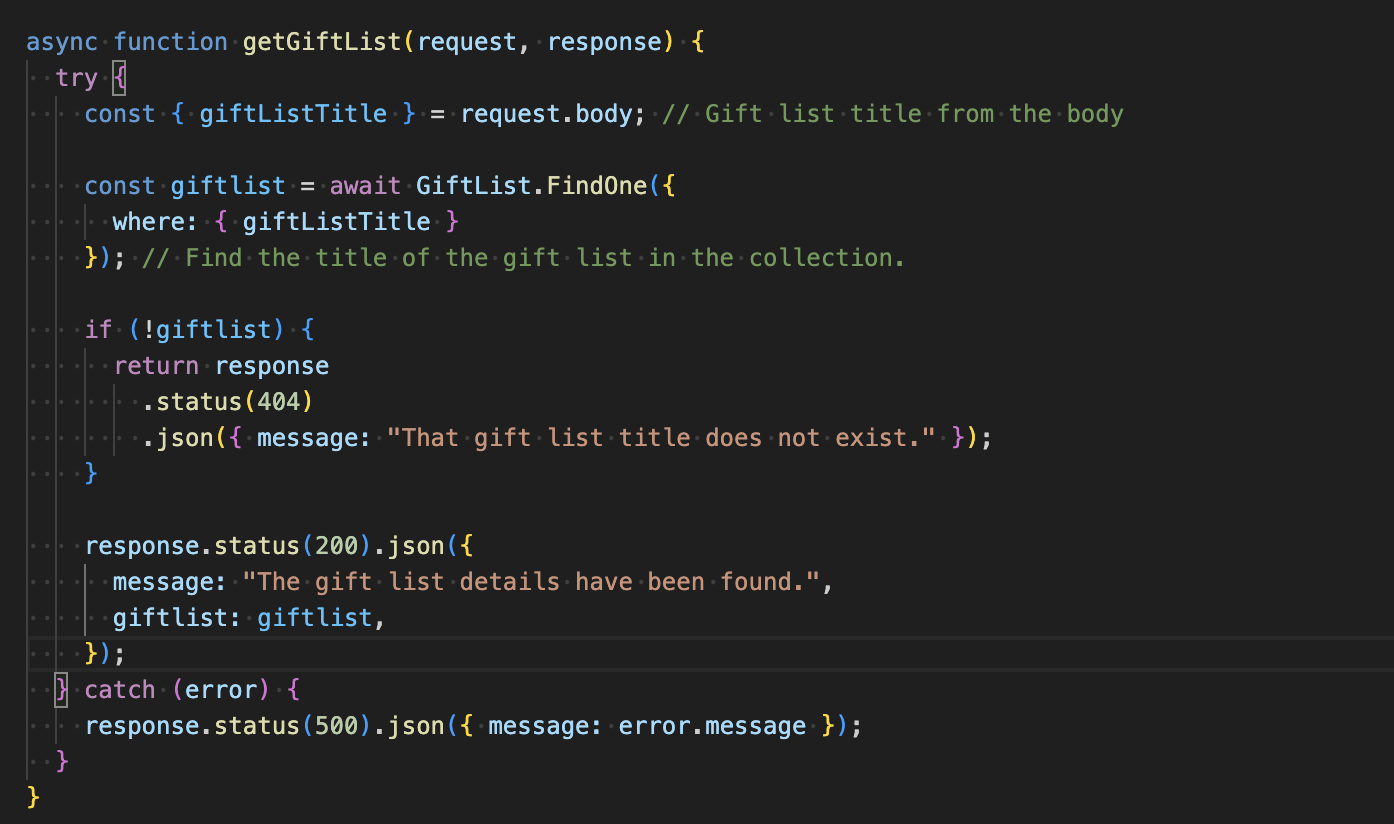 async function getGiftList(request, response) {
  try {
    const { giftListTitle } = request.body; // Gift list title from the body

    const giftlist = await GiftList.FindOne({
      where: { giftListTitle }
    }); // Find the title of the gift list in the collection.

    if (!giftlist) {
      return response
        .status(404)
        .json({ message: "That gift list title does not exist." });
    }

    response.status(200).json({
      message: "The gift list details have been found.",
      giftlist: giftlist,
    });
  } catch (error) {
    response.status(500).json({ message: error.message });
  }
}